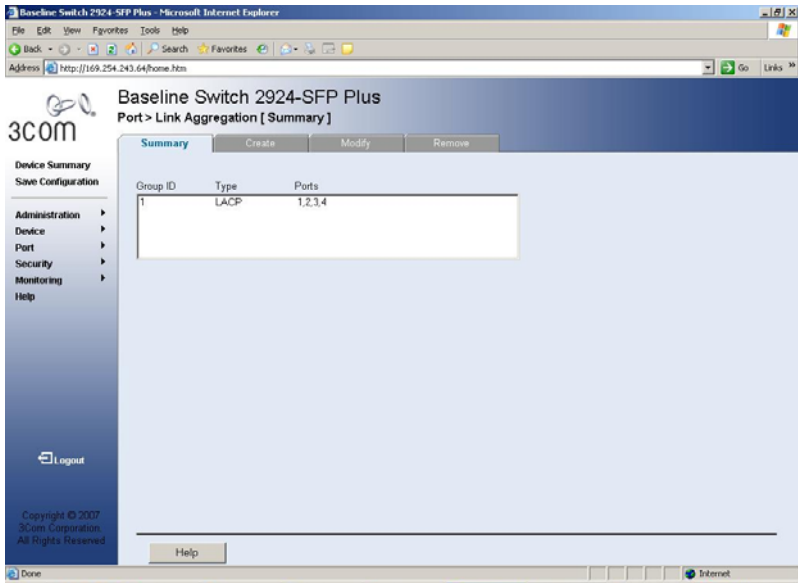 Baseline Switch 2924-SFP Plus - Microsoft Internet Explorer
File Edit View Favorites Tools Help
Back Search Favorites
Address http://169.254.243.64/home.htm Go Links »
3COM
Baseline Switch 2924-SFP Plus
Port > Link Aggregation [ Summary ]
Summary Create Modify Remove
Device Summary
Save Configuration
Administration
Device
Port
Security
Monitoring
Help
Group ID Type Ports
1 LACP 1,2,3,4
Logout
Copyright © 2007
3Com Corporation.
All Rights Reserved
Help
Done Internet